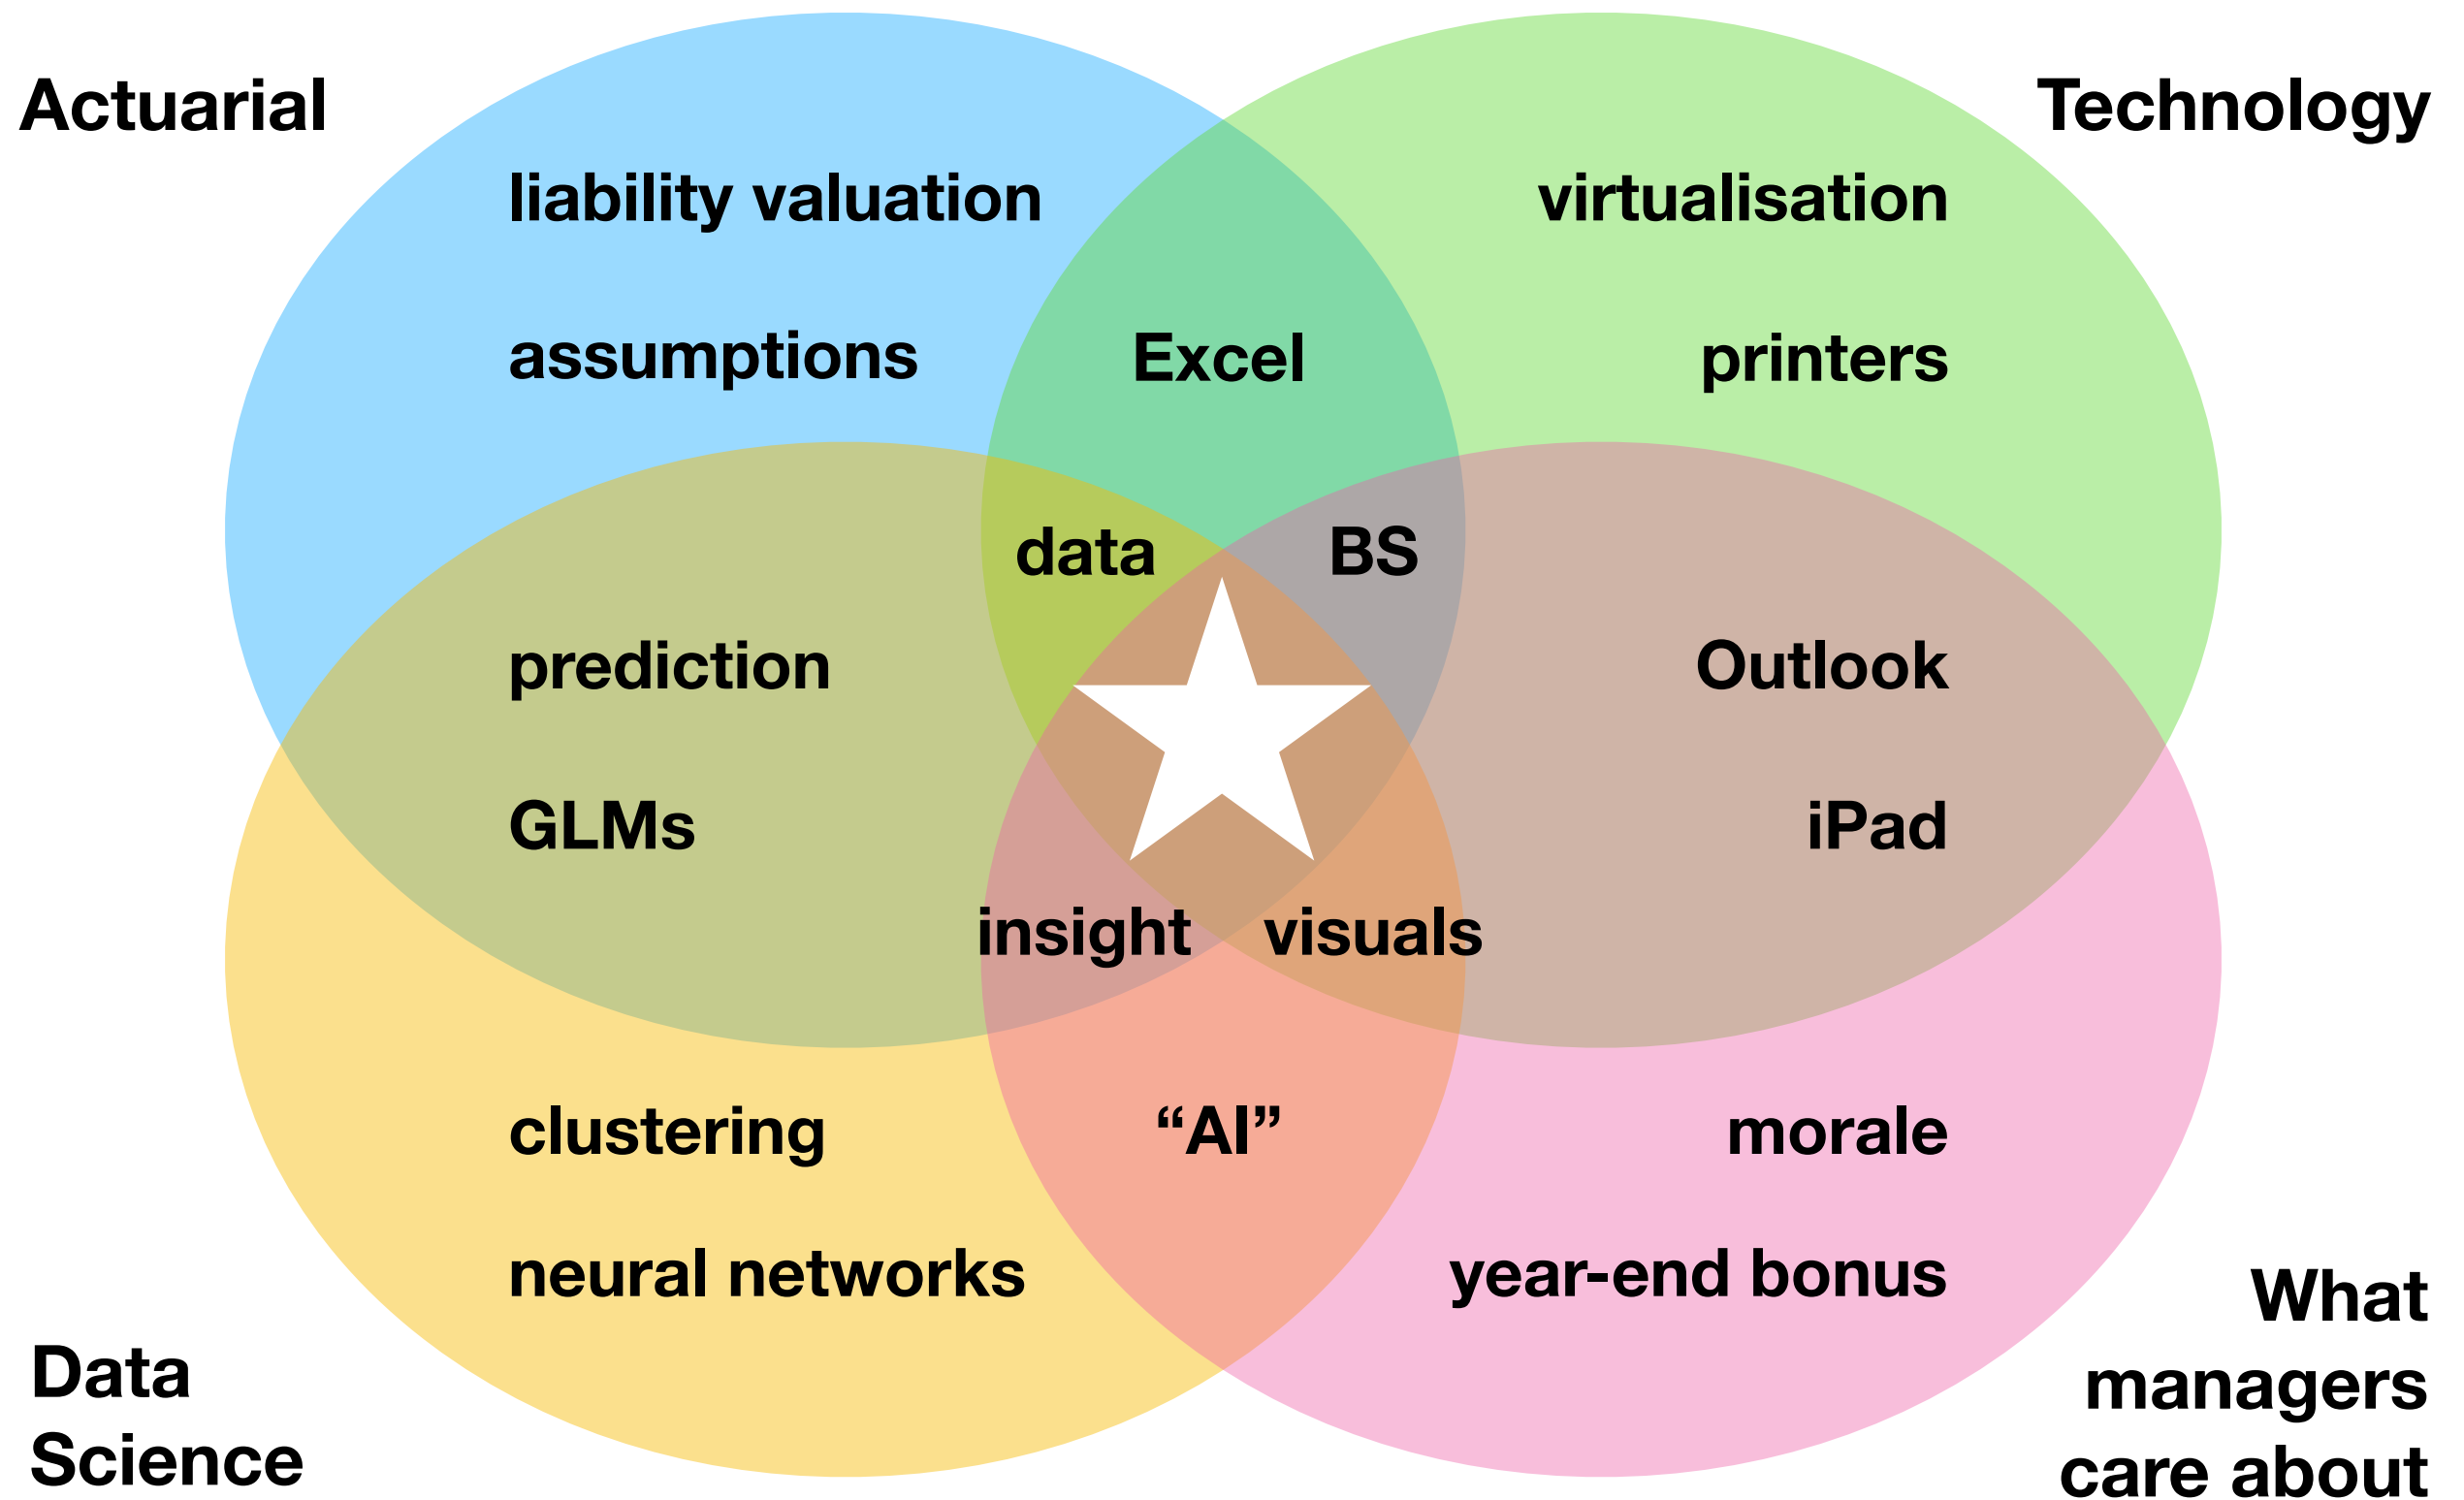 Actuarial
Technology
liability valuation
virtualisation
assumptions
Excel
printers
data
BS
prediction
Outlook
GLMs
iPad
insight
visuals
clustering
“AI”
morale
neural networks
year-end bonus
Data
Science
What
managers
care about